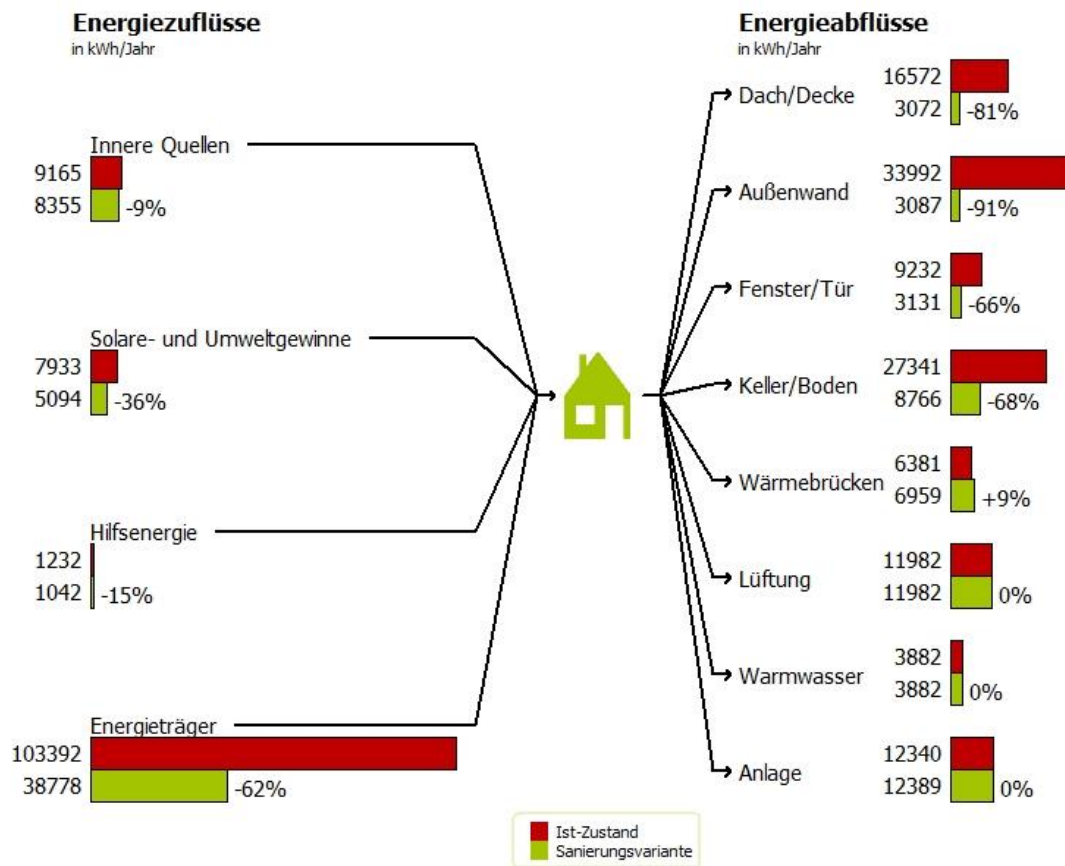 Energiezuflüsse
in kWh/Jahr
Innere Quellen
9165
8355 -9%
Solare- und Umweltgewinne
7933
5094 -36%
Hilfsenergie
1232
1042 -15%
Energieträger
103392
38778 -62%
Energieabflüsse
in kWh/Jahr
Dach/Decke
16572
3072 -81%
Außenwand
33992
3087 -91%
Fenster/Tür
9232
3131 -66%
Keller/Boden
27341
8766 -68%
Wärmebrücken
6381
6959 +9%
Lüftung
11982
11982 0%
Warmwasser
3882
3882 0%
Anlage
12340
12389 0%
Ist-Zustand
Sanierungsvariante